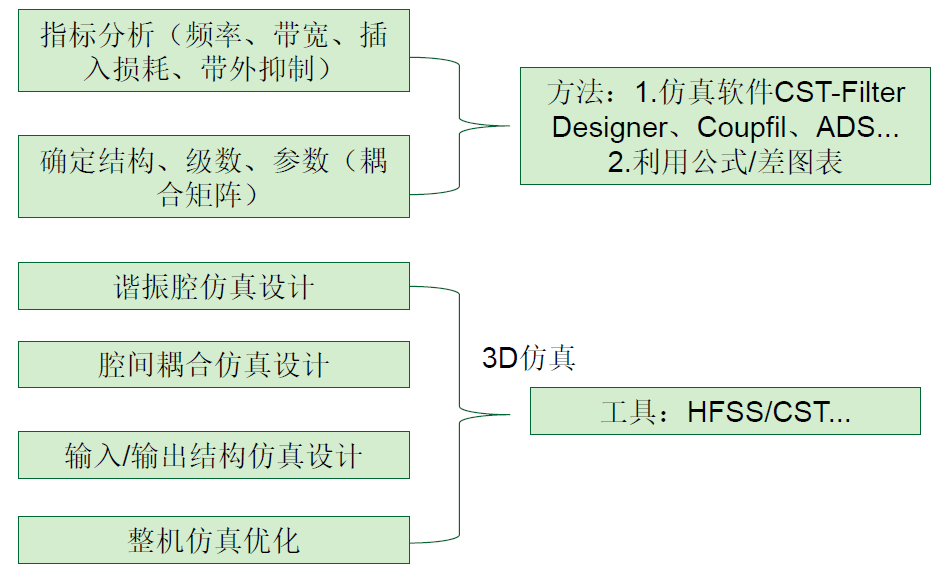 指标分析（频率、带宽、插
入损耗、带外抑制）
确定结构、级数、参数（耦
合矩阵）
方法：1.仿真软件CST-Filter
Designer、Coupfil、ADS...
2.利用公式/差图表
谐振腔仿真设计
腔间耦合仿真设计
输入/输出结构仿真设计
整机仿真优化
3D仿真
工具：HFSS/CST...